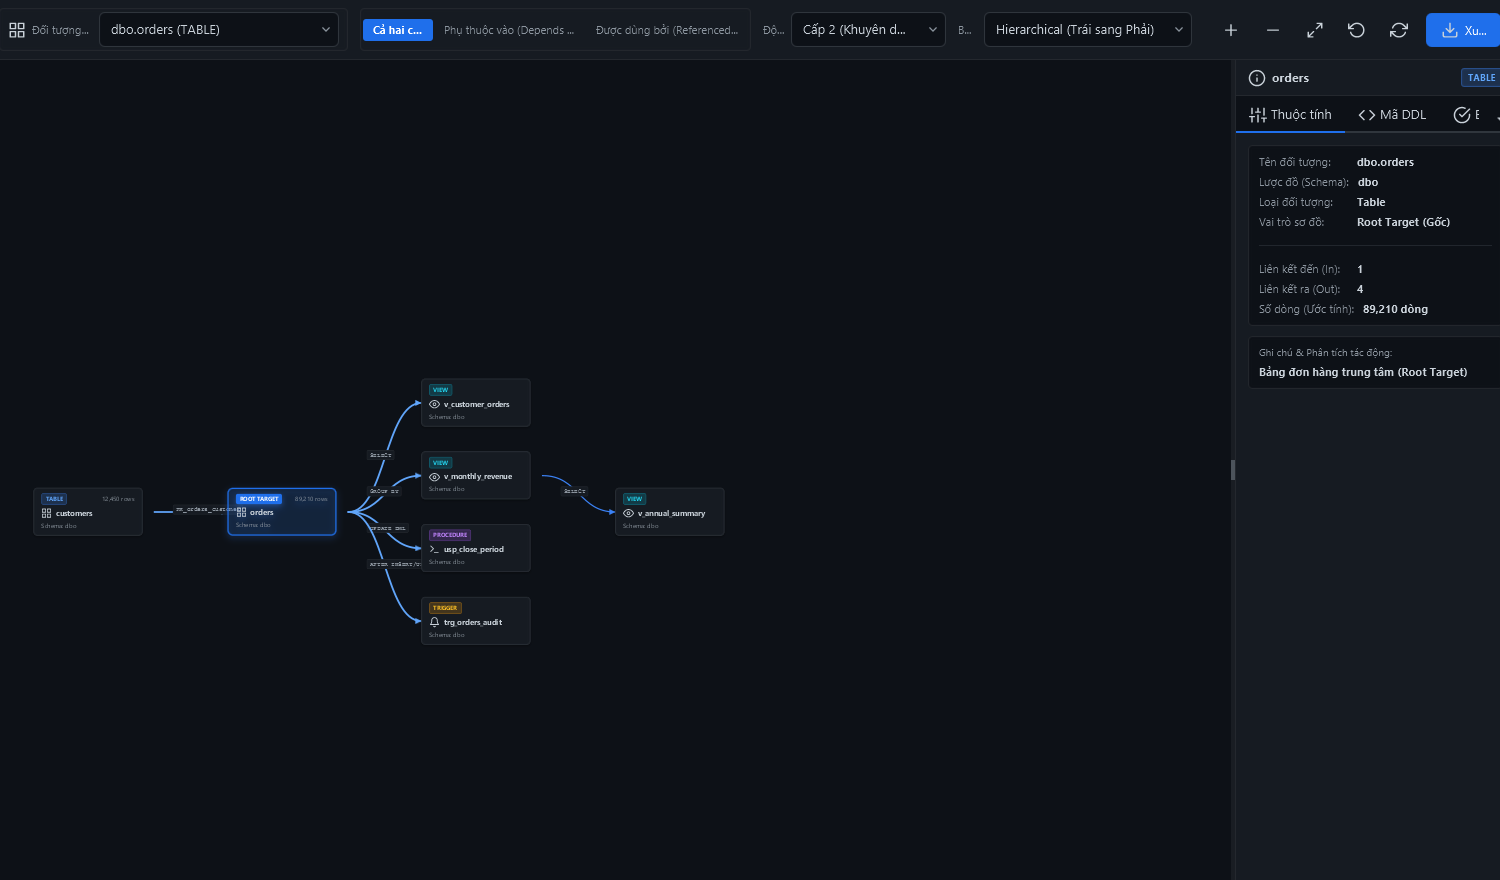 Đối tượng...
dbo.orders (TABLE)
Cả hai c...
Phụ thuộc vào (Depends ...
Được dùng bởi (Referenced...
Độ...
Cấp 2 (Khuyên d...
B...
Hierarchical (Trái sang Phải)
Xu...
orders
TABLE
Thuộc tính
Mã DDL
Tên đối tượng: dbo.orders
Lược đồ (Schema): dbo
Loại đối tượng: Table
Vai trò sơ đồ: Root Target (Gốc)
Liên kết đến (In): 1
Liên kết ra (Out): 4
Số dòng (Ước tính): 89,210 dòng
Ghi chú & Phân tích tác động:
Bảng đơn hàng trung tâm (Root Target)
TABLE
12,450 rows
customers
Schema: dbo
ROOT TARGET
89,210 rows
orders
Schema: dbo
SELECT
GROUP BY
VIEW
v_customer_orders
Schema: dbo
VIEW
v_monthly_revenue
Schema: dbo
PROCEDURE
usp_close_period
Schema: dbo
TRIGGER
trg_orders_audit
Schema: dbo
SELECT
VIEW
v_annual_summary
Schema: dbo